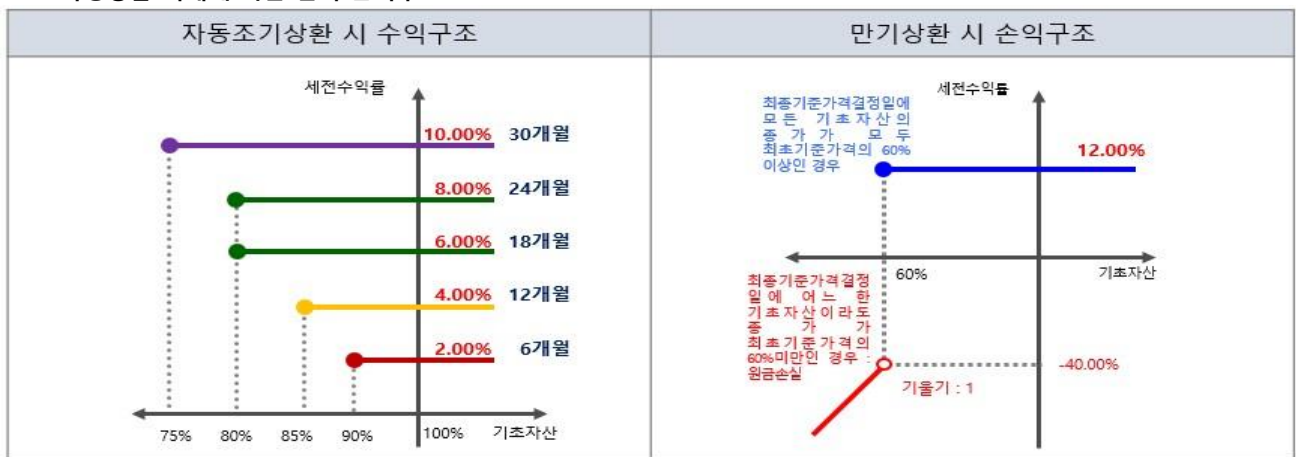 자동조기상환 시 수익구조
만기상환 시 손익구조
세전수익률
10.00% 30개월
8.00% 24개월
6.00% 18개월
4.00% 12개월
2.00% 6개월
75% 80% 85% 90% 100% 기초자산
세전수익률
최종기준가격결정일에
모든 기초자산의
종가가 모두
최초기준가격의 60%
이상인 경우
12.00%
60%
기초자산
최종기준가격결정
일에 어느 한
기초자산이라도
종가가
최초기준가격의
60%미만인 경우 :
원금손실
-40.00%
기울기 : 1